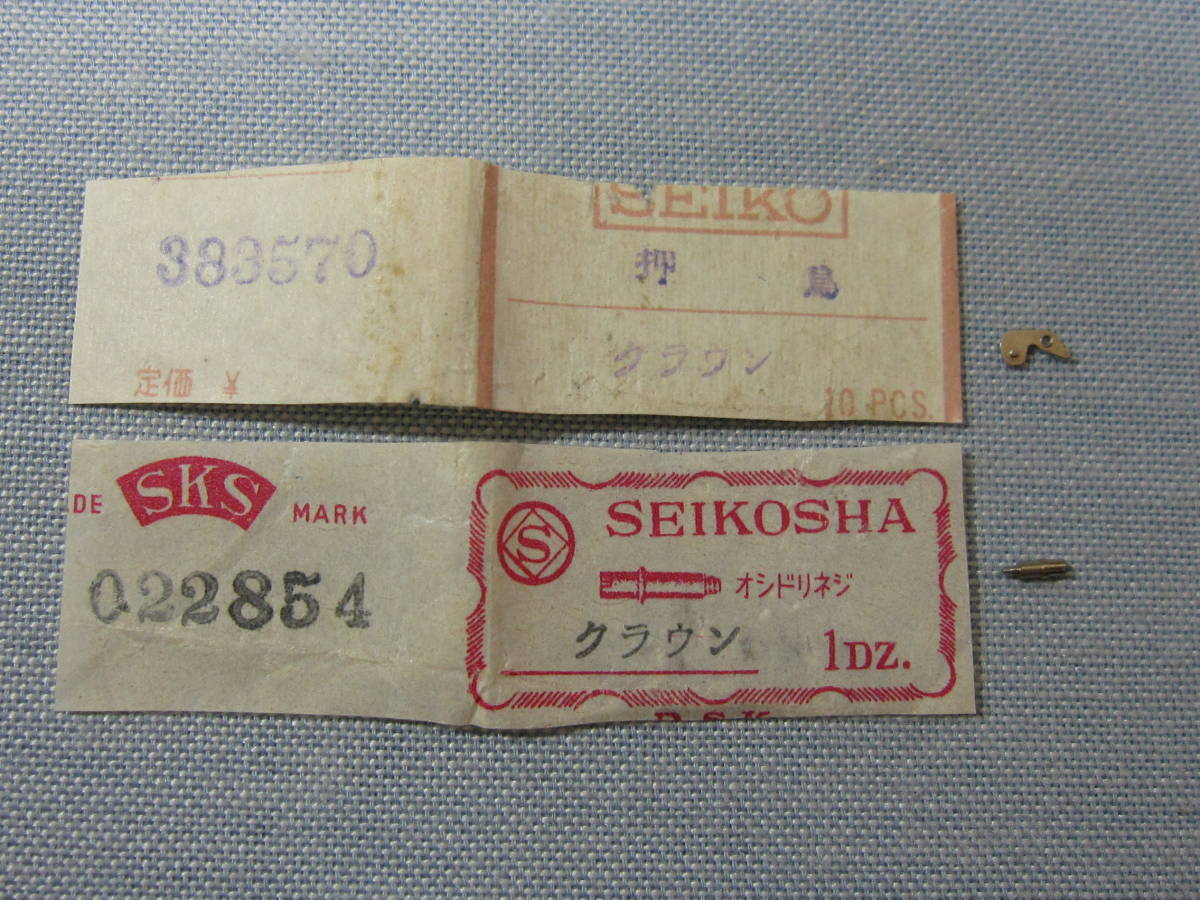 383570
定価 ¥
SEIKO
押鳥
クラウン
10 PCS.
DE SKS MARK
022854
S SEIKOSHA
オシドリネジ
クラウン
1DZ.